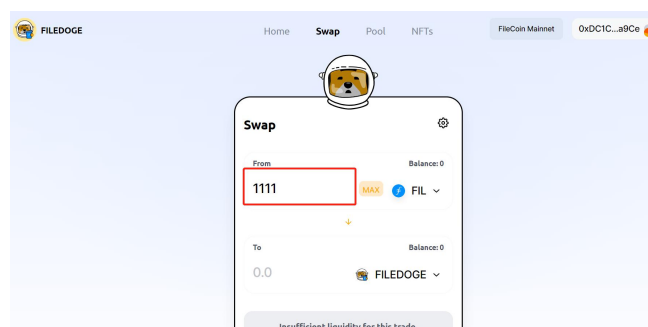 FILEDOGE Home Swap Pool NFTs FileCoin Mainnet 0xDC1C...a9Ce
Swap
From Balance: 0
1111 MAX FIL
To Balance: 0
0.0 FILEDOGE
Insufficient liquidity for this trade